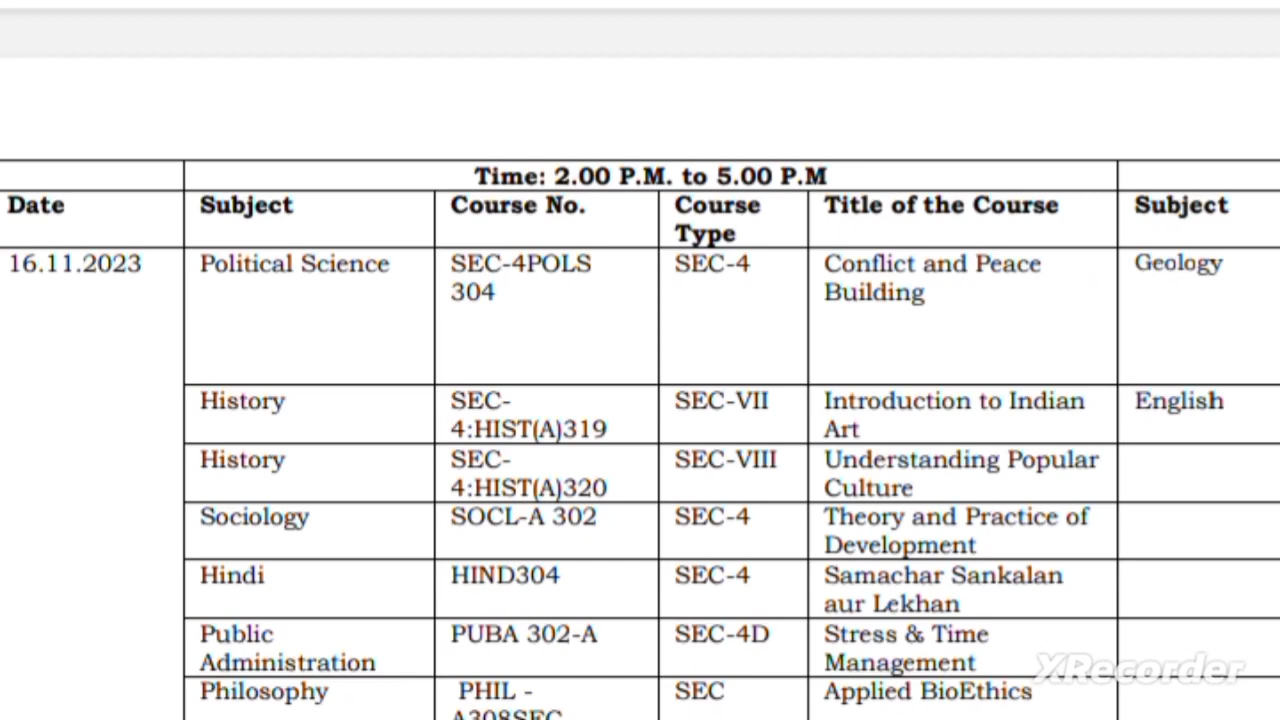 Time: 2.00 P.M. to 5.00 P.M
Date Subject Course No. Course Type Title of the Course Subject
16.11.2023 Political Science SEC-4POLS 304 SEC-4 Conflict and Peace Building Geology
History SEC-4:HIST(A)319 SEC-VII Introduction to Indian Art English
History SEC-4:HIST(A)320 SEC-VIII Understanding Popular Culture
Sociology SOCL-A 302 SEC-4 Theory and Practice of Development
Hindi HIND304 SEC-4 Samachar Sankalan aur Lekhan
Public Administration PUBA 302-A SEC-4D Stress & Time Management
Philosophy PHIL - A308SEC SEC Applied BioEthics
XRecorder